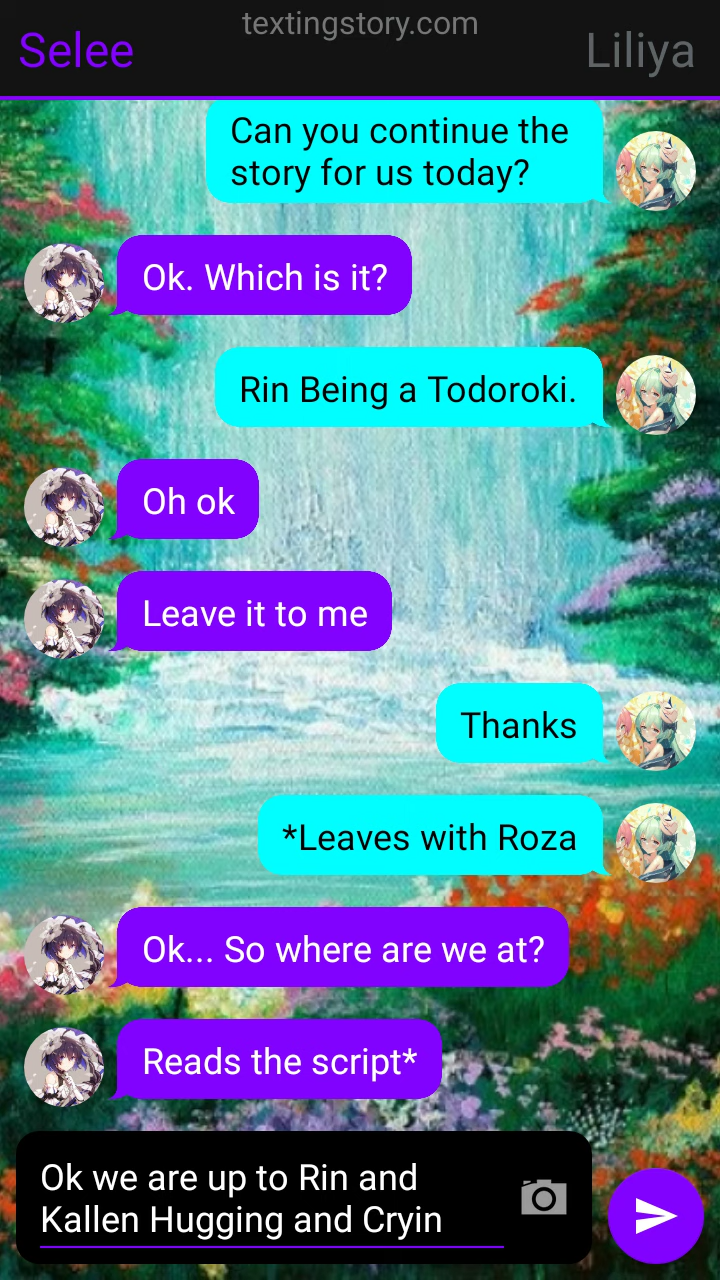 textingstory.com
Selee
Liliya
Can you continue the
story for us today?
Ok. Which is it?
Rin Being a Todoroki.
Oh ok
Leave it to me
Thanks
*Leaves with Roza
Ok... So where are we at?
Reads the script*
Ok we are up to Rin and
Kallen Hugging and Cryin